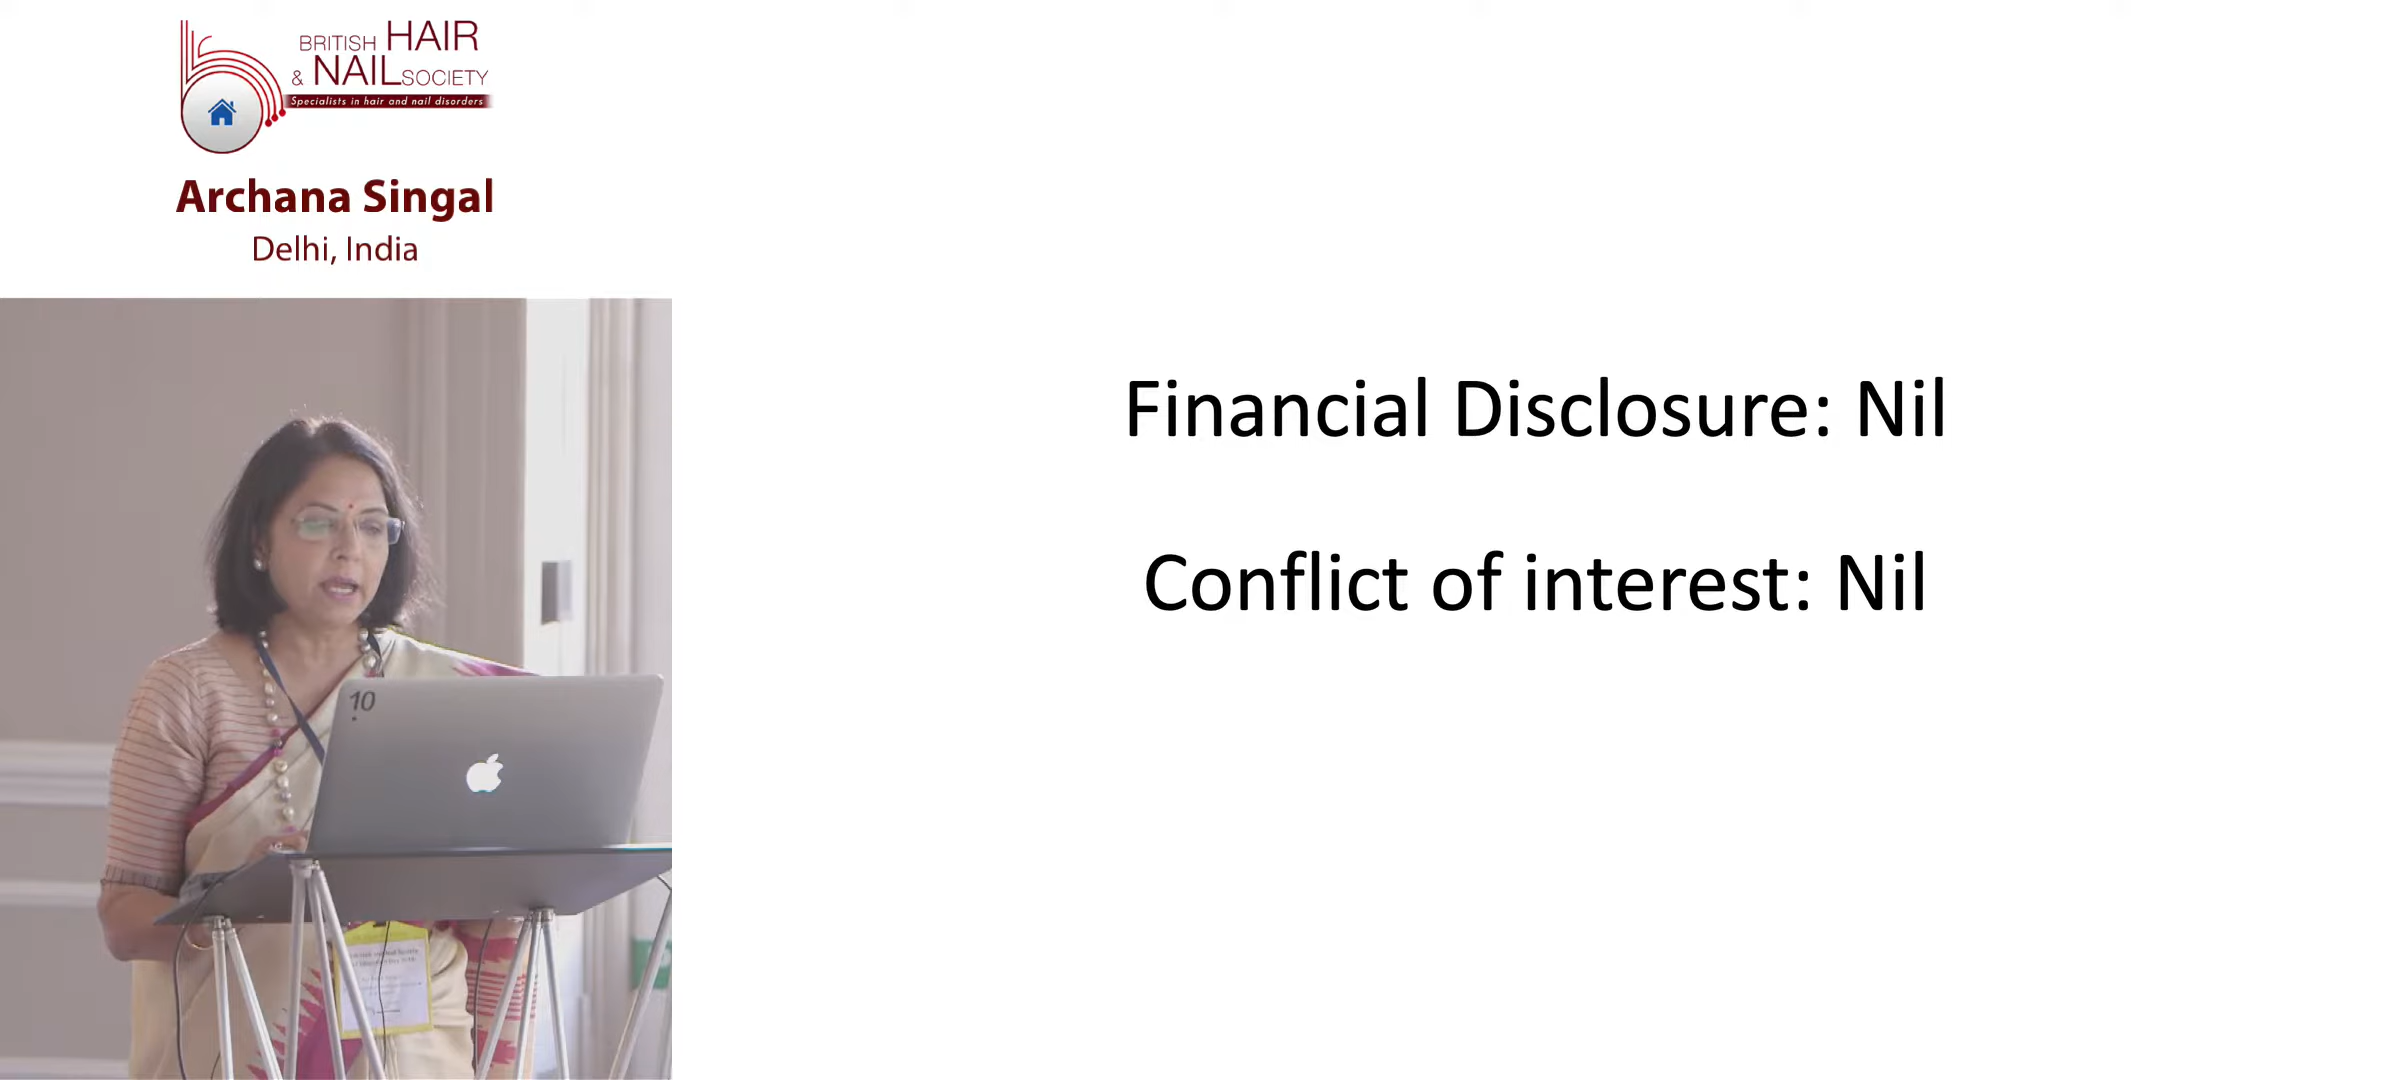 BRITISH HAIR
& NAIL SOCIETY
Specialists in hair and nail disorders
Archana Singal
Delhi, India
Financial Disclosure: Nil
Conflict of interest: Nil
10